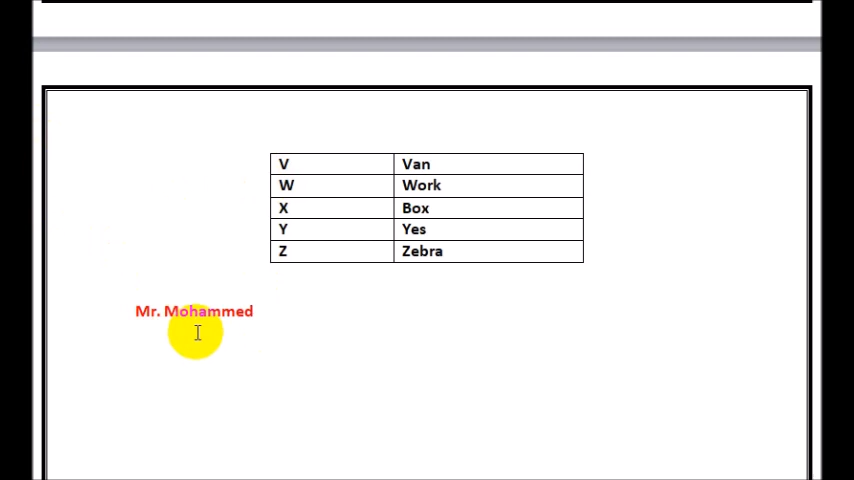 V Van
W Work
X Box
Y Yes
Z Zebra
Mr. Mohammed